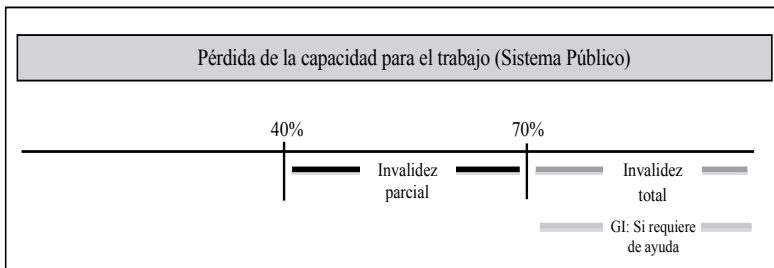 Pérdida de la capacidad para el trabajo (Sistema Público)
40%
70%
Invalidez
parcial
Invalidez
total
GI: Si requiere
de ayuda